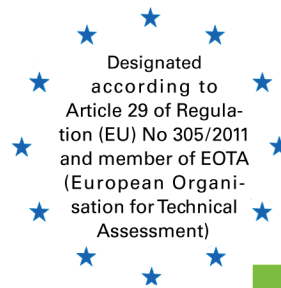 Designated
according to
Article 29 of Regula-
tion (EU) No 305/2011
and member of EOTA
(European Organi-
sation for Technical
Assessment)